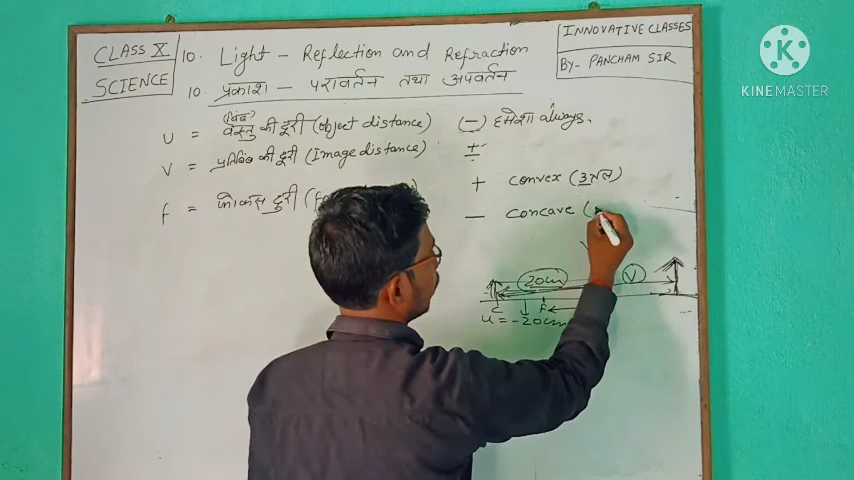 CLASS X
SCIENCE
10. Light - Reflection and Refraction
10. प्रकाश - परावर्तन तथा अपवर्तन
INNOVATIVE CLASSES
BY- PANCHAM SIR
KINEMASTER
(बिंब)
u = वस्तु की दूरी (object distance) (-) हमेशा always.
v = प्रतिबिंब की दूरी (Image distance) ±
f = फोकस दुरी ( + convex (उत्तल)
- concave (
20cm V
C F
u = -20cm